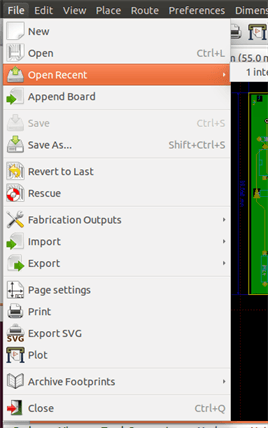 File Edit View Place Route Preferences Dimens
New
Open Ctrl+L
Open Recent
Append Board
Save Ctrl+S
Save As... Shift+Ctrl+S
Revert to Last
Rescue
Fabrication Outputs
Import
Export
Page settings
Print
SVG Export SVG
Plot
Archive Footprints
Close Ctrl+Q
(55.0 m
1 inte